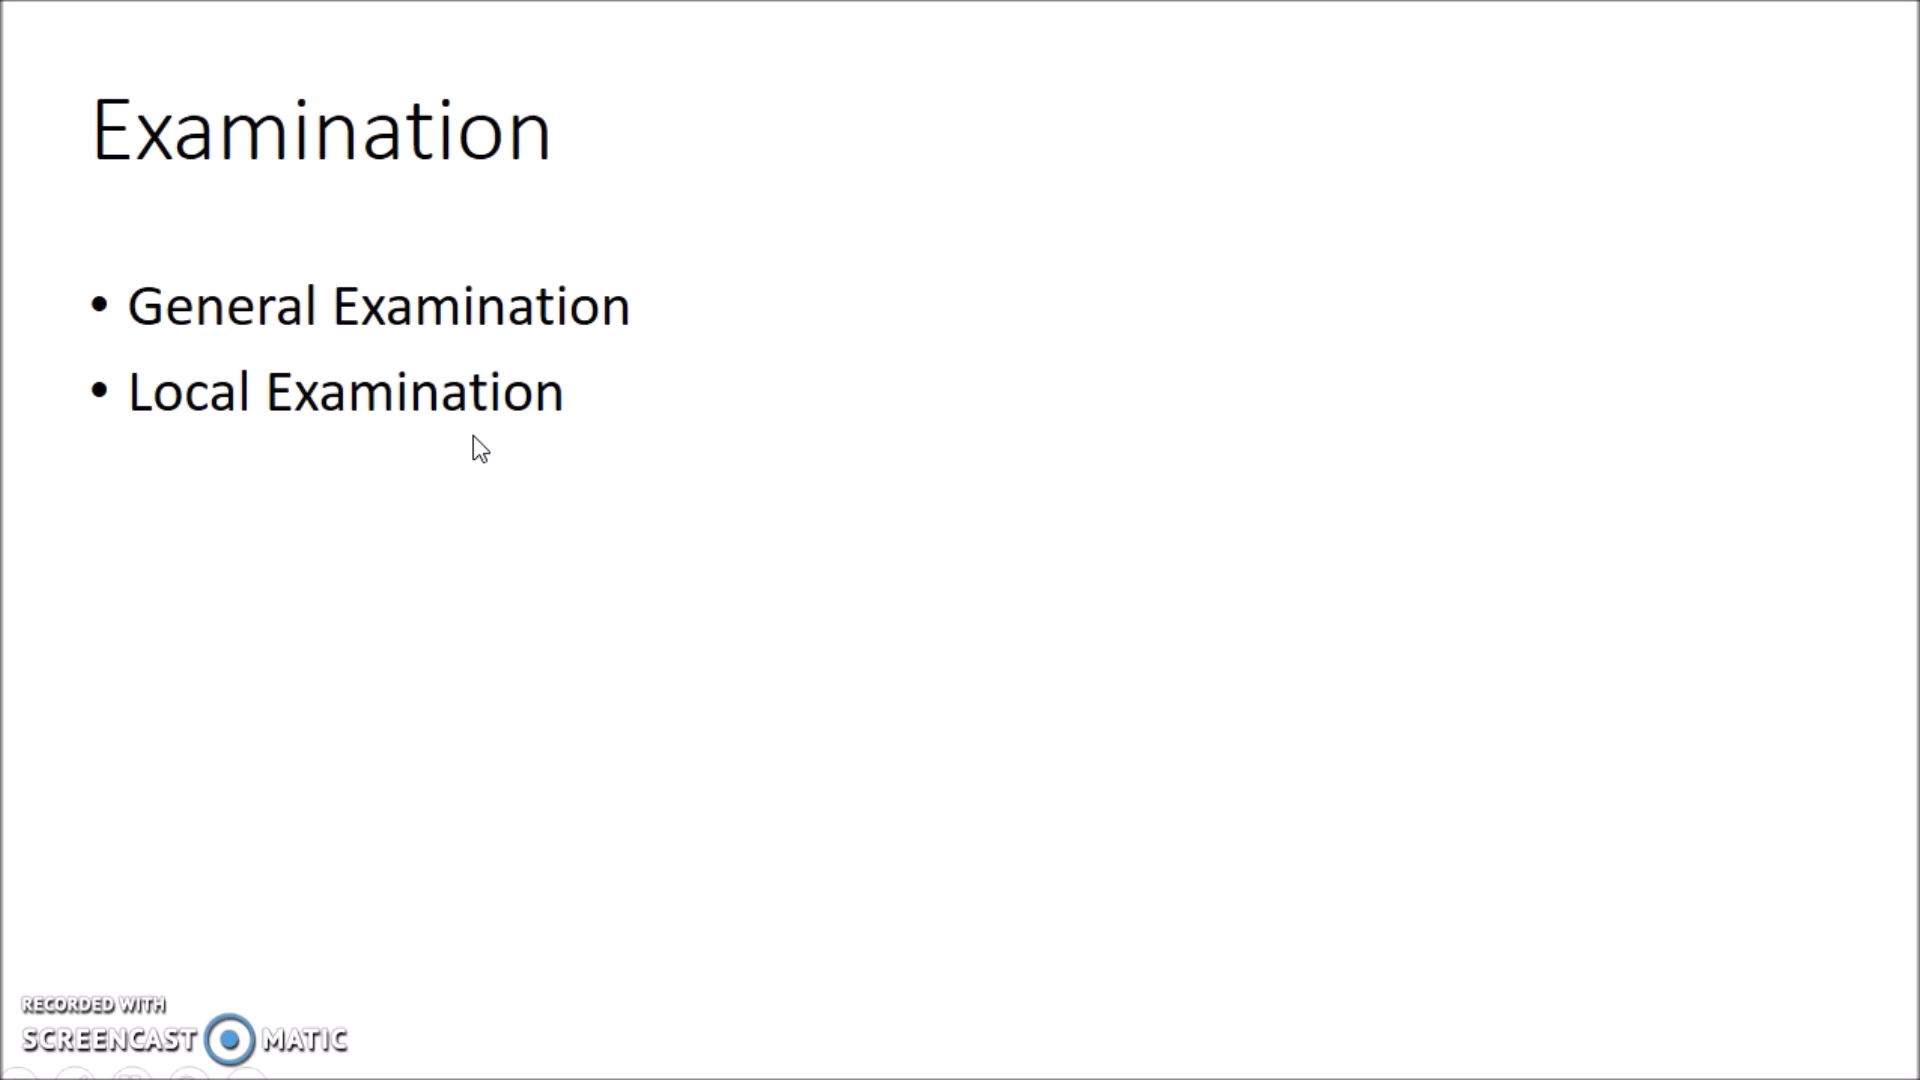 Examination
• General Examination
• Local Examination
RECORDED WITH
SCREENCAST MATIC